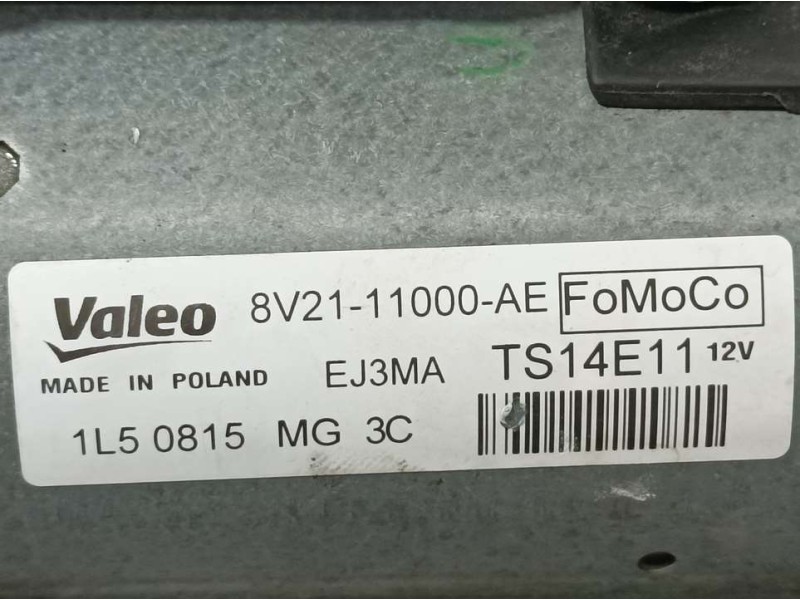 Valeo 8V21-11000-AE FoMoCo
MADE IN POLAND EJ3MA TS14E11 12V
1L5 0815 MG 3C